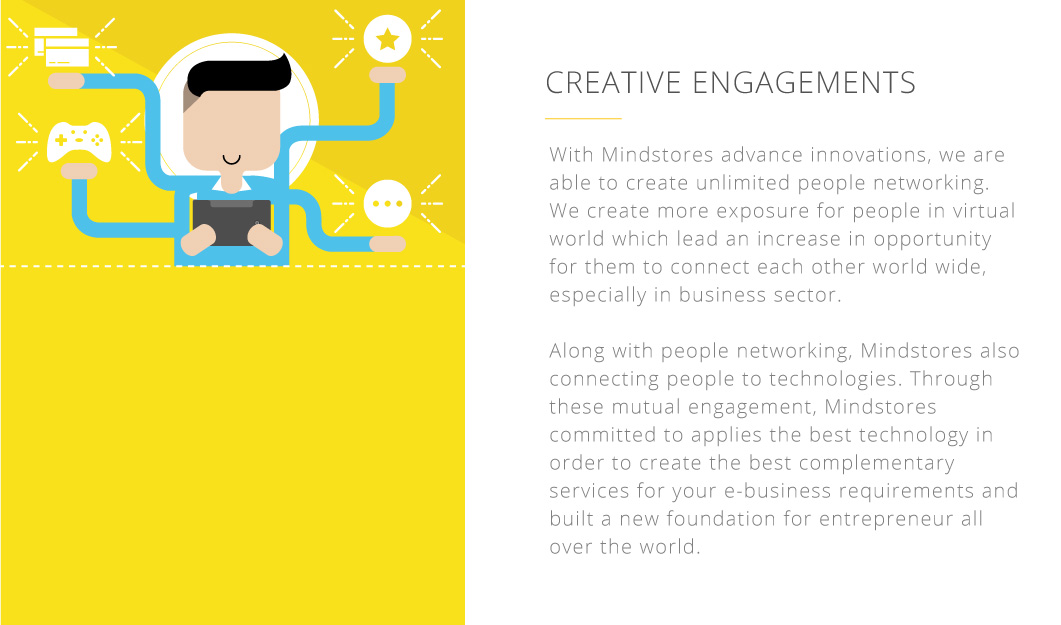 CREATIVE ENGAGEMENTS
With Mindstores advance innovations, we are
able to create unlimited people networking.
We create more exposure for people in virtual
world which lead an increase in opportunity
for them to connect each other world wide,
especially in business sector.
Along with people networking, Mindstores also
connecting people to technologies. Through
these mutual engagement, Mindstores
committed to applies the best technology in
order to create the best complementary
services for your e-business requirements and
built a new foundation for entrepreneur all
over the world.